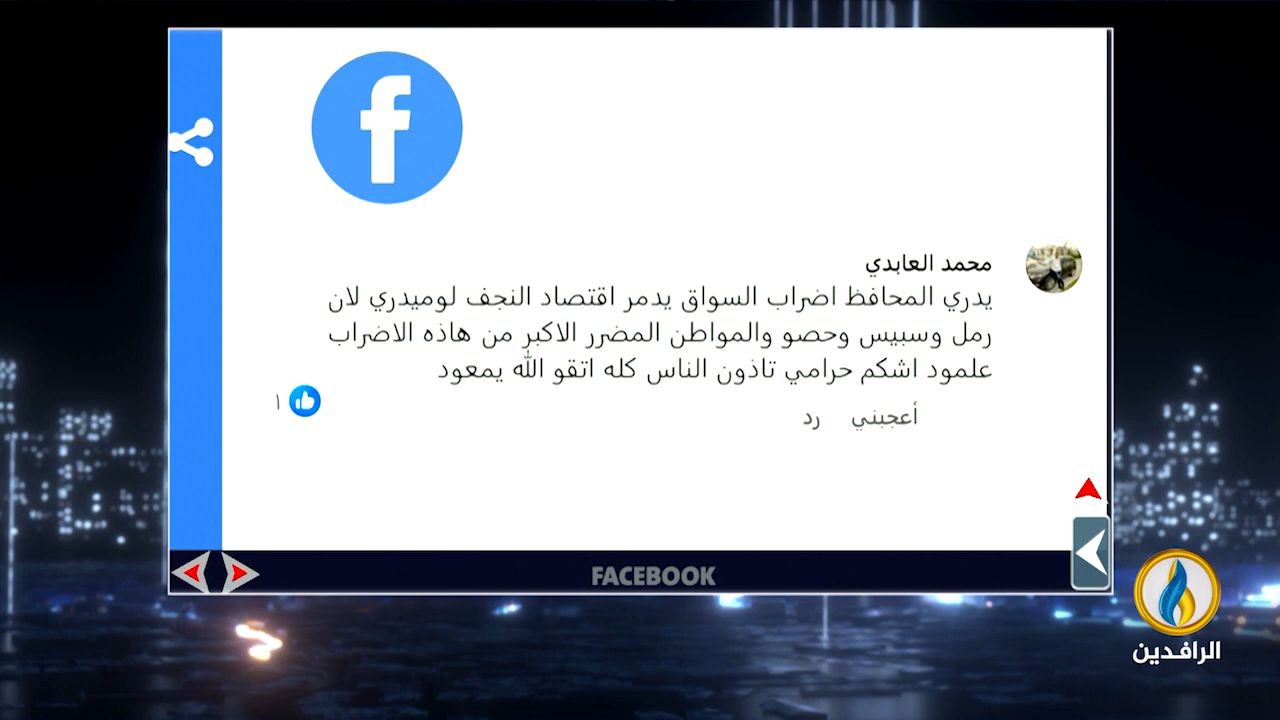 محمد العابدي
يدري المحافظ اضراب السواق يدمر اقتصاد النجف لوميدري لان
رمل وسبيس وحصو والمواطن المضرر الاكبر من هاذه الاضراب
علمود اشكم حرامي تاذون الناس كله اتقو الله يمعود
١
أعجبني رد
FACEBOOK
الرافدين